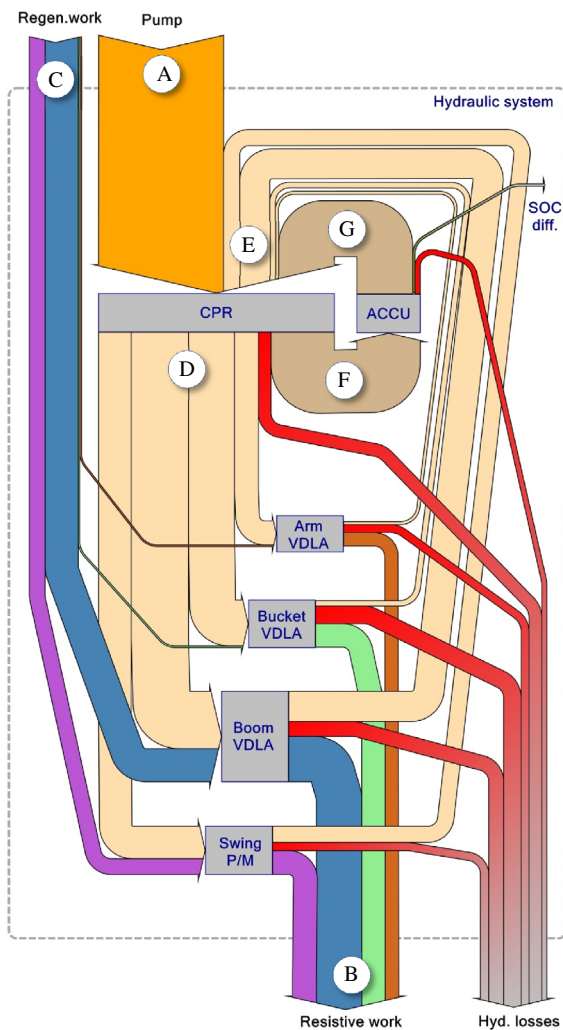 Regen.work
Pump
C
A
Hydraulic system
SOC
diff.
G
E
CPR
ACCU
D
F
Arm
VDLA
Bucket
VDLA
Boom
VDLA
Swing
P/M
B
Resistive work
Hyd. losses